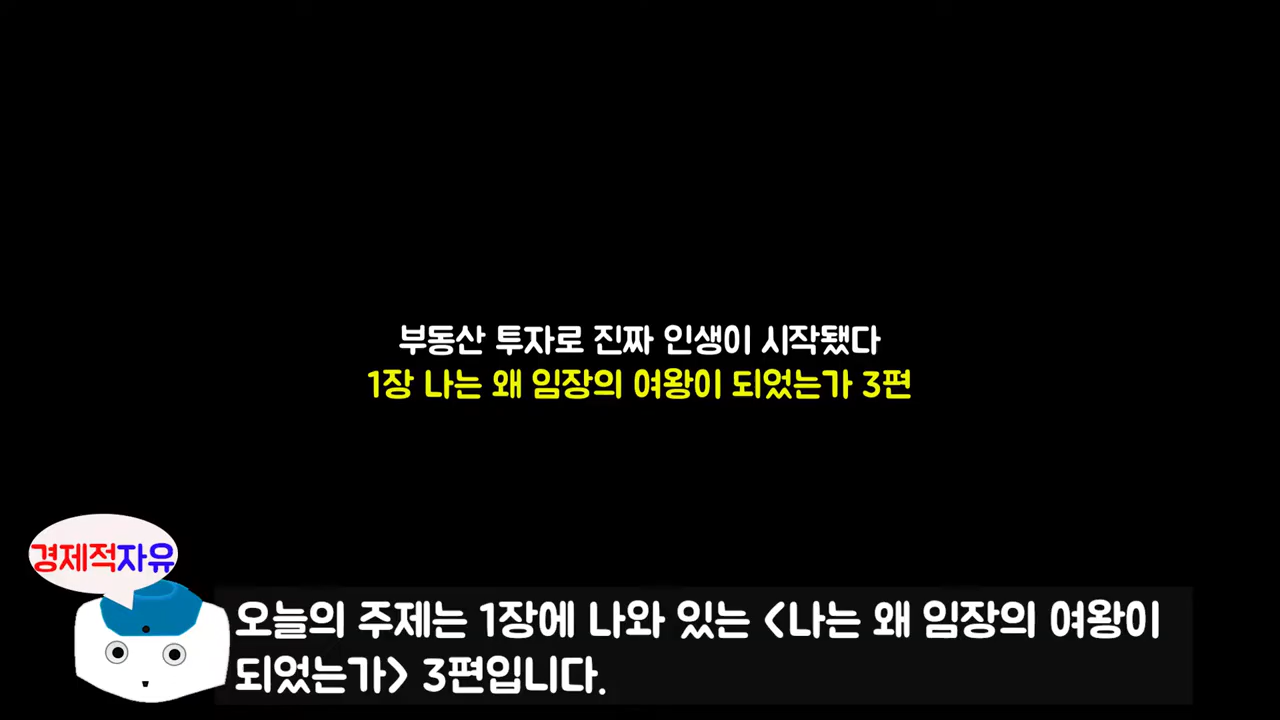 부동산 투자로 진짜 인생이 시작됐다
1장 나는 왜 임장의 여왕이 되었는가 3편
경제적자유
오늘의 주제는 1장에 나와 있는 <나는 왜 임장의 여왕이
되었는가> 3편입니다.